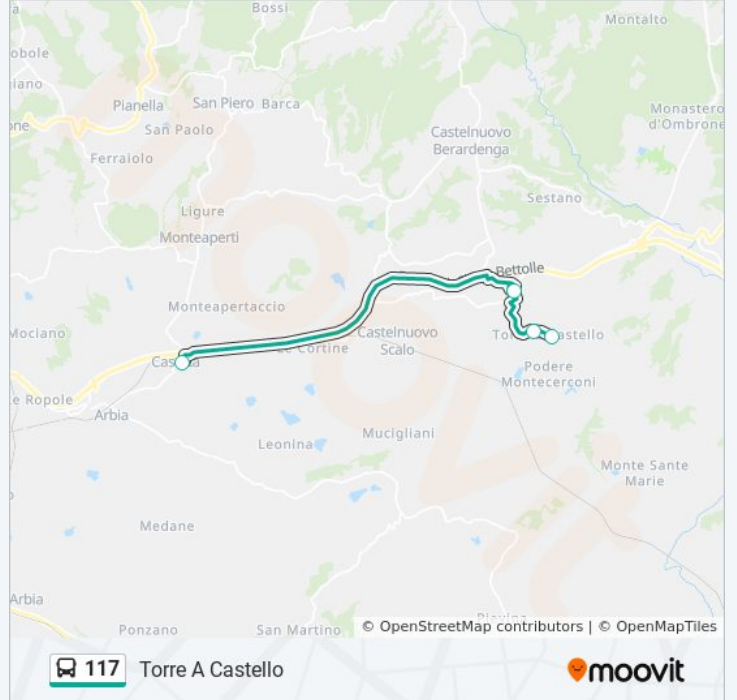 Bossi
Montalto
obole
iano
Pianella
San Piero
Barca
Monastero
d'Ombrone
one
San Paolo
Castelnuovo
Berardenga
Ferraiolo
Sestano
Ligure
Monteaperti
Bettolle
Monteapertaccio
Mociano
Castelnuovo
Scalo
Cortine
Podere
Montecerconi
e Ropole
Arbia
Mucigliani
Leonina
Monte Sante
Marie
Medane
Arbia
Ponzano
San Martino
© OpenStreetMap contributors | © OpenMapTiles
117 Torre A Castello
moovit